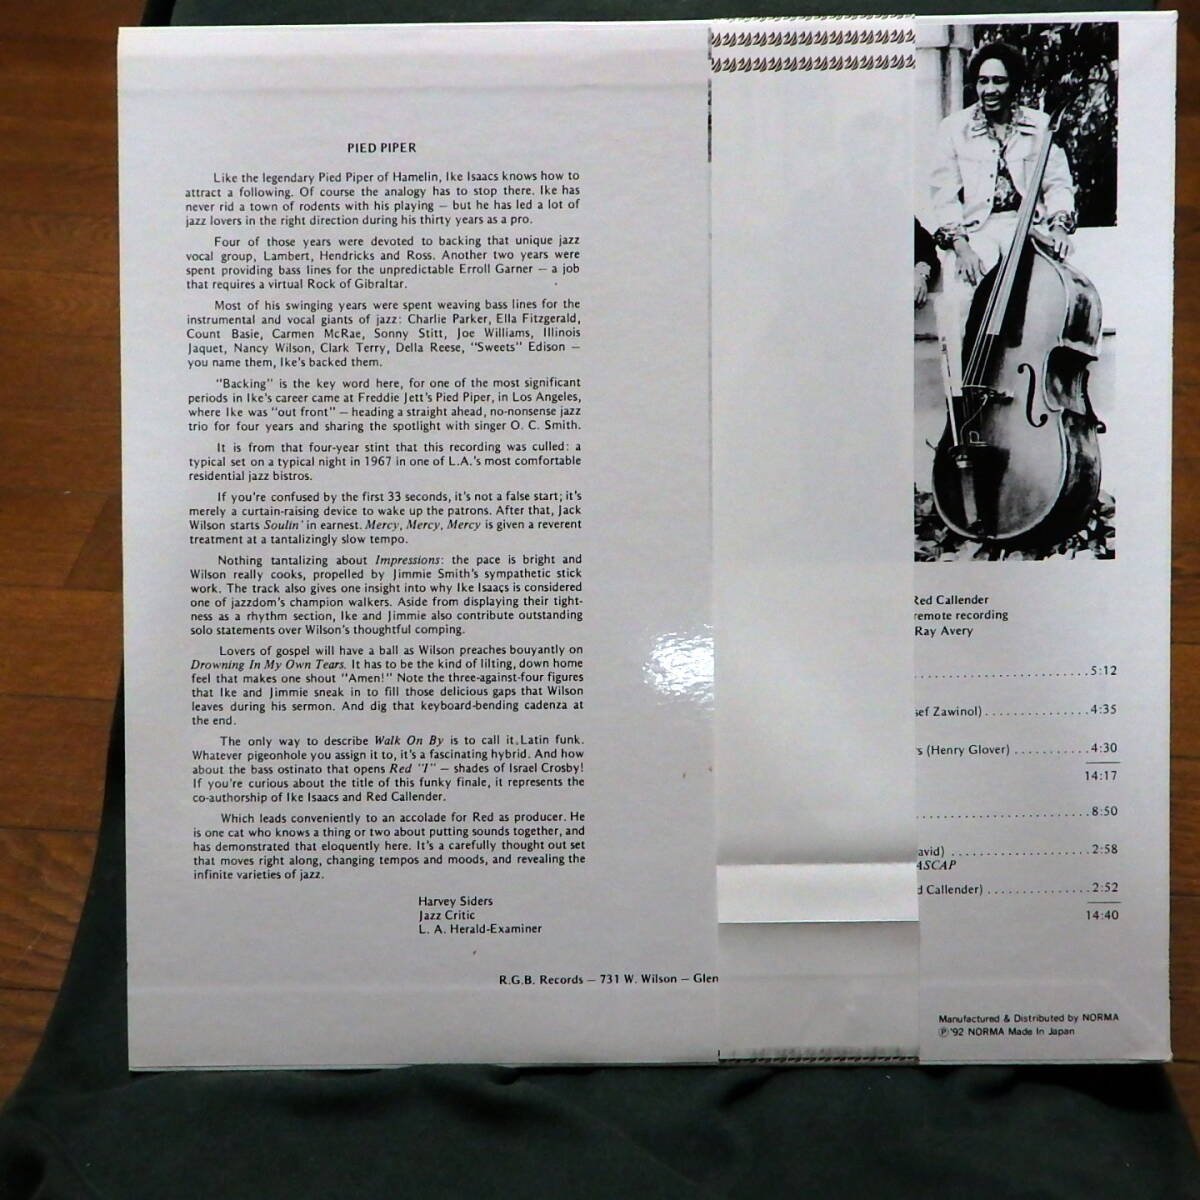 PIED PIPER
Like the legendary Pied Piper of Hamelin, Ike Isaacs knows how to
attract a following. Of course the analogy has to stop there. Ike has
never rid a town of rodents with his playing — but he has led a lot of
jazz lovers in the right direction during his thirty years as a pro.
Four of those years were devoted to backing that unique jazz
vocal group, Lambert, Hendricks and Ross. Another two years were
spent providing bass lines for the unpredictable Erroll Garner — a job
that requires a virtual Rock of Gibraltar.
Most of his swinging years were spent weaving bass lines for the
instrumental and vocal giants of jazz: Charlie Parker, Ella Fitzgerald,
Count Basie, Carmen McRae, Sonny Stitt, Joe Williams, Illinois
Jaquet, Nancy Wilson, Clark Terry, Della Reese, "Sweets" Edison —
you name them, Ike's backed them.
"Backing" is the key word here, for one of the most significant
periods in Ike's career came at Freddie Jett's Pied Piper, in Los Angeles,
where Ike was "out front" — heading a straight ahead, no-nonsense jazz
trio for four years and sharing the spotlight with singer O. C. Smith.
It is from that four-year stint that this recording was culled: a
typical set on a typical night in 1967 in one of L.A.'s most comfortable
residential jazz bistros.
If you're confused by the first 33 seconds, it's not a false start; it's
merely a curtain-raising device to wake up the patrons. After that, Jack
Wilson starts Soulin' in earnest. Mercy, Mercy, Mercy is given a reverent
treatment at a tantalizingly slow tempo.
Nothing tantalizing about Impressions: the pace is bright and
Wilson really cooks, propelled by Jimmie Smith's sympathetic stick
work. The track also gives one insight into why Ike Isaacs is considered
one of jazzdom's champion walkers. Aside from displaying their tight-
ness as a rhythm section, Ike and Jimmie also contribute outstanding
solo statements over Wilson's thoughtful comping.
Lovers of gospel will have a ball as Wilson preaches bouyantly on
Drowning In My Own Tears. It has to be the kind of lilting, down home
feel that makes one shout "Amen!" Note the three-against-four figures
that Ike and Jimmie sneak in to fill those delicious gaps that Wilson
leaves during his sermon. And dig that keyboard-bending cadenza at
the end.
The only way to describe Walk On By is to call it Latin funk.
Whatever pigeonhole you assign it to, it's a fascinating hybrid. And how
about the bass ostinato that opens Red "I" — shades of Israel Crosby!
If you're curious about the title of this funky finale, it represents the
co-authorship of Ike Isaacs and Red Callender.
Which leads conveniently to an accolade for Red as producer. He
is one cat who knows a thing or two about putting sounds together, and
has demonstrated that eloquently here. It's a carefully thought out set
that moves right along, changing tempos and moods, and revealing the
infinite varieties of jazz.
Harvey Siders
Jazz Critic
L. A. Herald-Examiner
R.G.B. Records — 731 W. Wilson — Glen
Red Callender
remote recording
Ray Avery
5:12
sef Zawinol) 4:35
s (Henry Glover) 4:30
14:17
8:50
avid) 2:58
ASCAP
d Callender) 2:52
14:40
Manufactured & Distributed by NORMA
Ⓟ'92 NORMA Made In Japan